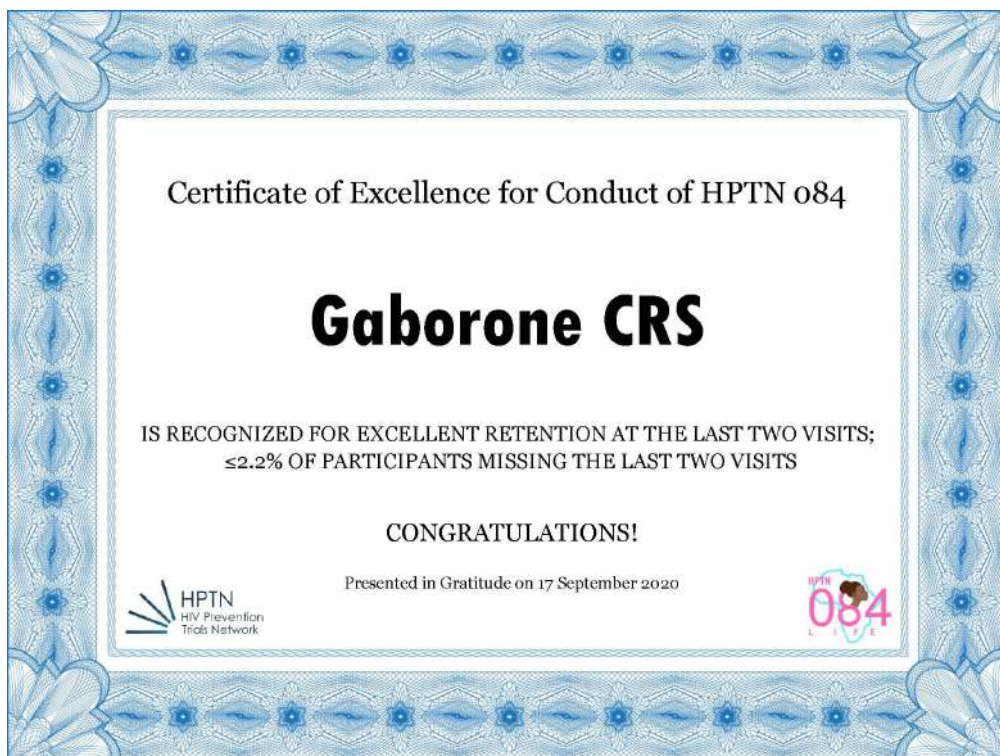 Certificate of Excellence for Conduct of HPTN 084
Gaborone CRS
IS RECOGNIZED FOR EXCELLENT RETENTION AT THE LAST TWO VISITS;
≤2.2% OF PARTICIPANTS MISSING THE LAST TWO VISITS
CONGRATULATIONS!
Presented in Gratitude on 17 September 2020
HPTN
HIV Prevention
Trials Network
HPTN
084
LIFE